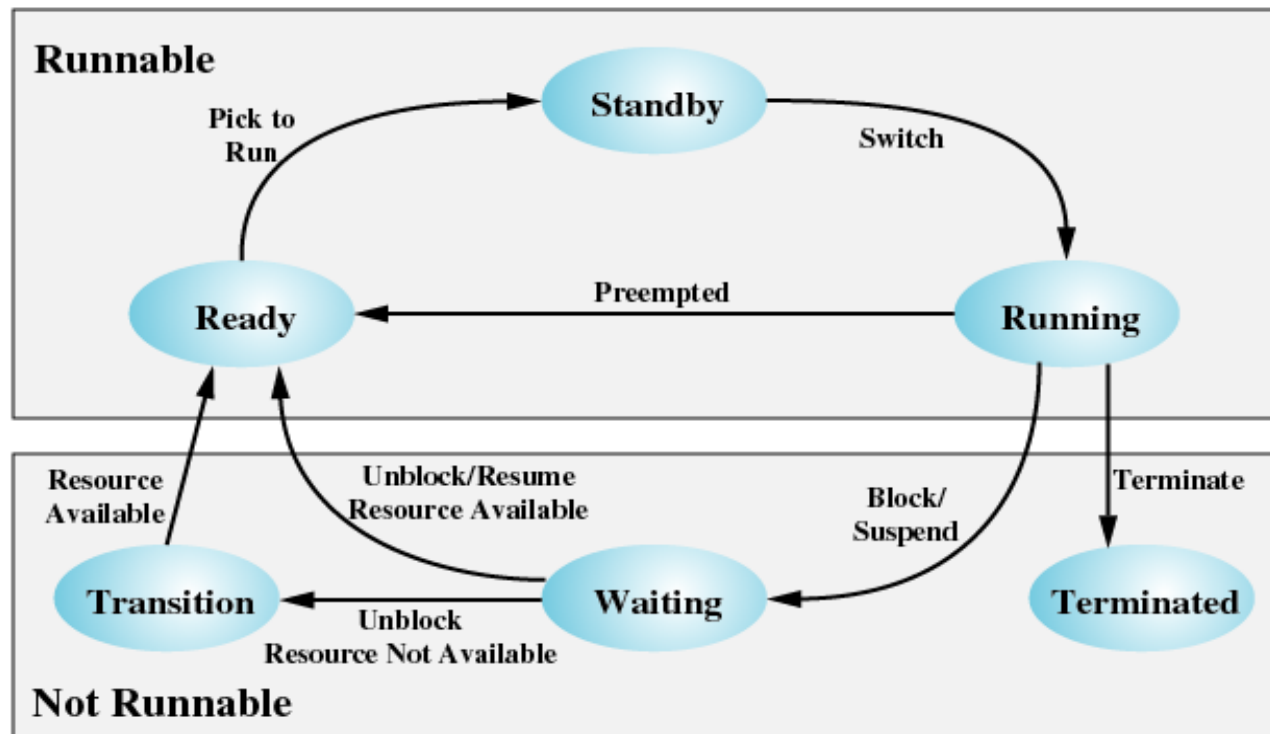 Runnable
Standby
Pick to
Run
Switch
Preempted
Ready
Running
Resource
Available
Unblock/Resume
Resource Available
Block/
Suspend
Terminate
Transition
Waiting
Terminated
Unblock
Resource Not Available
Not Runnable